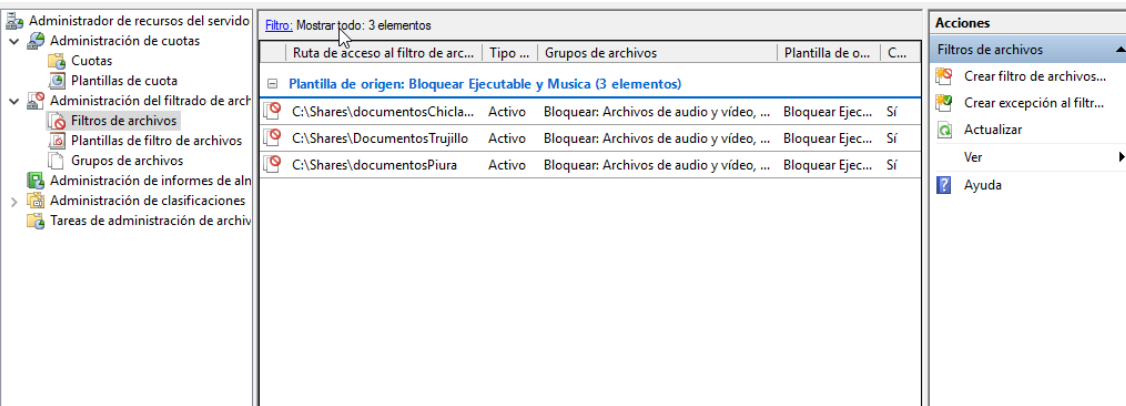 Administrador de recursos del servido
Administración de cuotas
Cuotas
Plantillas de cuota
Administración del filtrado de arch
Filtros de archivos
Plantillas de filtro de archivos
Grupos de archivos
Administración de informes de aln
Administración de clasificaciones
Tareas de administración de archiv
Filtro: Mostrar todo: 3 elementos
Ruta de acceso al filtro de arc... Tipo ... Grupos de archivos Plantilla de o... C...
Plantilla de origen: Bloquear Ejecutable y Musica (3 elementos)
C:\Shares\documentosChicla... Activo Bloquear: Archivos de audio y vídeo, ... Bloquear Ejec... Sí
C:\Shares\DocumentosTrujillo Activo Bloquear: Archivos de audio y vídeo, ... Bloquear Ejec... Sí
C:\Shares\documentosPiura Activo Bloquear: Archivos de audio y vídeo, ... Bloquear Ejec... Sí
Acciones
Filtros de archivos
Crear filtro de archivos...
Crear excepción al filtr...
Actualizar
Ver
Ayuda